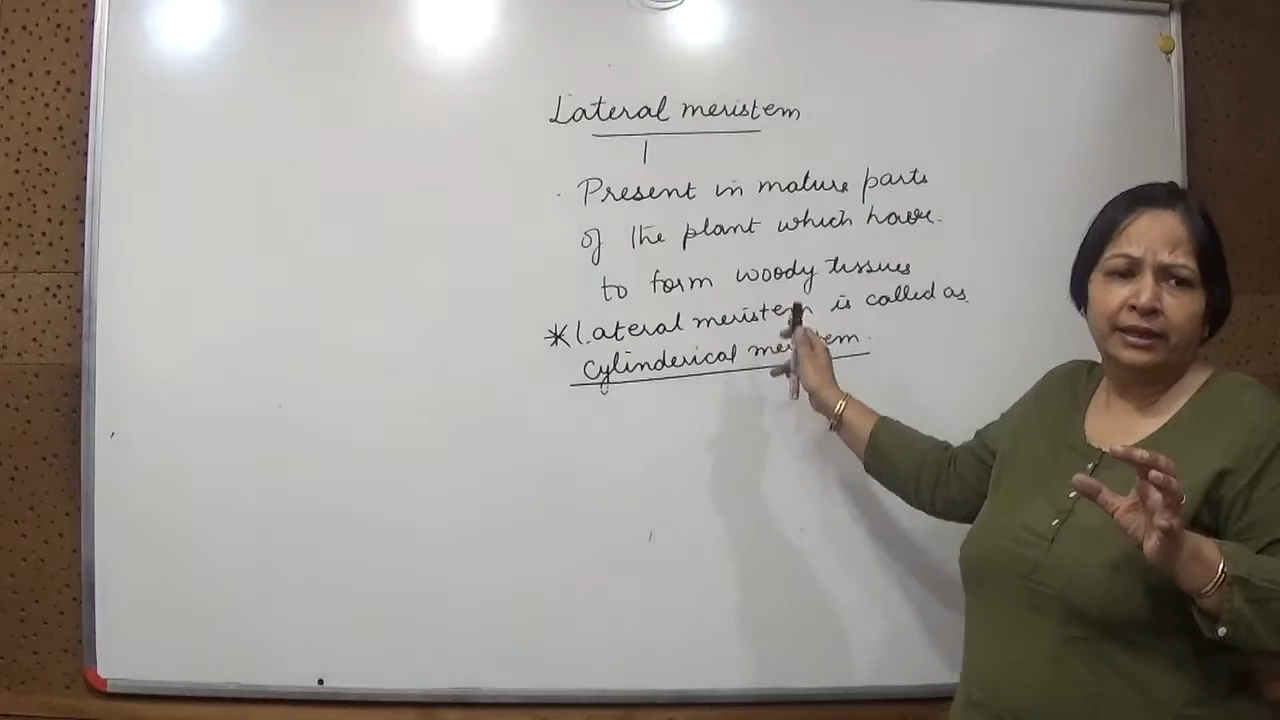 Lateral meristem
Present in mature parts
of the plant which have
to form woody tissues
*Lateral meristem is called as
Cylinderical meristem.